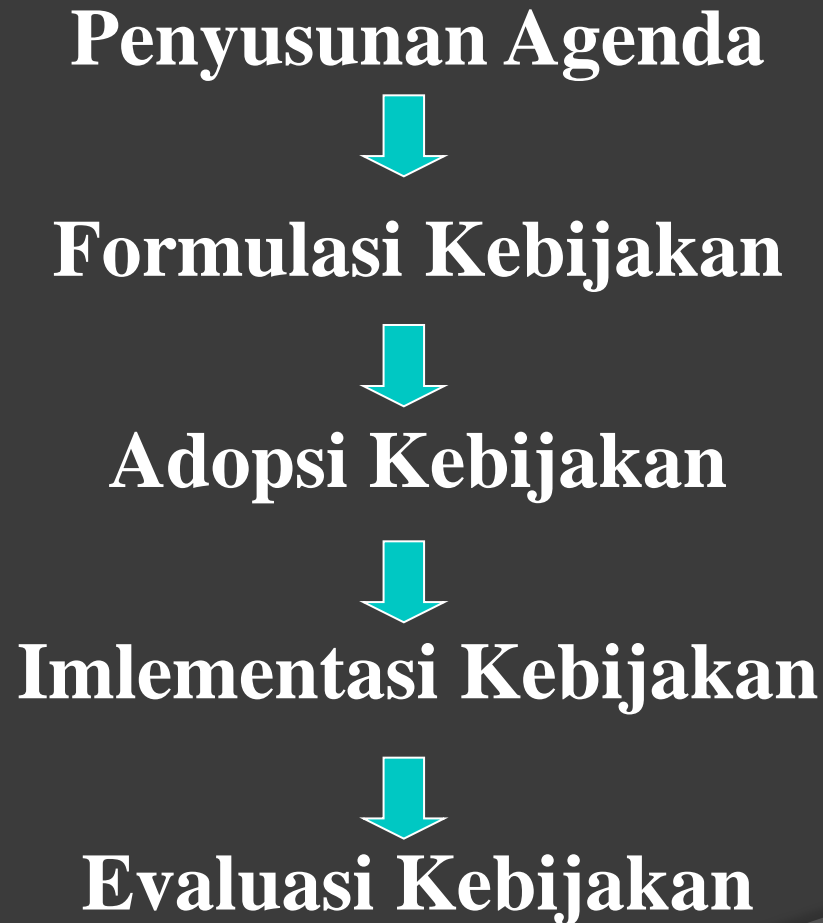 Penyusunan Agenda
Formulasi Kebijakan
Adopsi Kebijakan
Imlementasi Kebijakan
Evaluasi Kebijakan